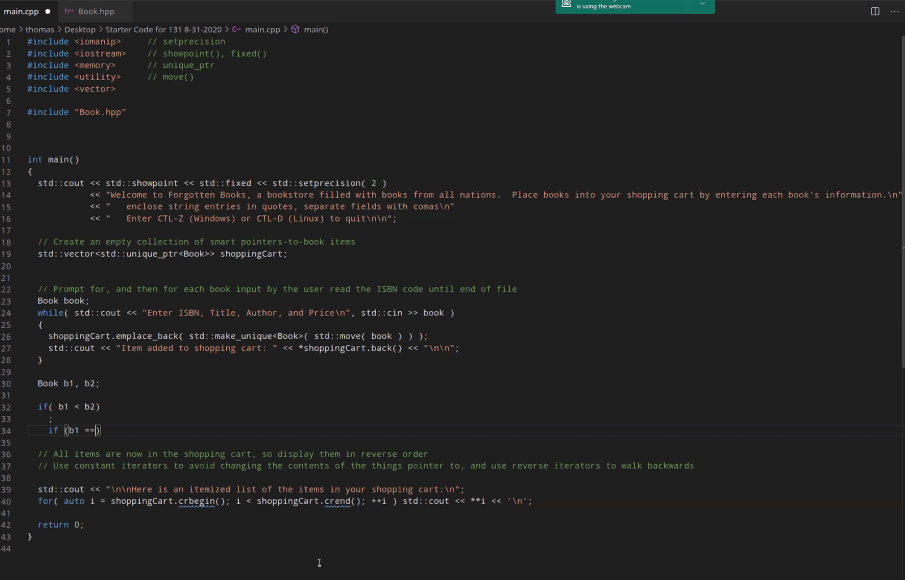 main.cpp ● Book.hpp
is using the webcam
ome > thomas > Desktop > Starter Code for 131 8-31-2020 > main.cpp > main()
1 #include <iomanip> // setprecision
2 #include <iostream> // showpoint(), fixed()
3 #include <memory> // unique_ptr
4 #include <utility> // move()
5 #include <vector>
6
7 #include "Book.hpp"
8
9
10
11 int main()
12 {
13 std::cout << std::showpoint << std::fixed << std::setprecision( 2 )
14 << "Welcome to Forgotten Books, a bookstore filled with books from all nations.  Place books into your shopping cart by entering each book's information.\n"
15 << "   enclose string entries in quotes, separate fields with comas\n"
16 << "   Enter CTL-Z (Windows) or CTL-D (Linux) to quit\n\n";
17
18 // Create an empty collection of smart pointers-to-book items
19 std::vector<std::unique_ptr<Book>> shoppingCart;
20
21
22 // Prompt for, and then for each book input by the user read the ISBN code until end of file
23 Book book;
24 while( std::cout << "Enter ISBN, Title, Author, and Price\n", std::cin >> book )
25 {
26 shoppingCart.emplace_back( std::make_unique<Book>( std::move( book ) ) );
27 std::cout << "Item added to shopping cart: " << *shoppingCart.back() << "\n\n";
28 }
29
30 Book b1, b2;
31
32 if( b1 < b2)
33 ;
34 if (b1 ==)
35
36 // All items are now in the shopping cart, so display them in reverse order
37 // Use constant iterators to avoid changing the contents of the things pointer to, and use reverse iterators to walk backwards
38
39 std::cout << "\n\nHere is an itemized list of the items in your shopping cart:\n";
40 for( auto i = shoppingCart.crbegin(); i < shoppingCart.crend(); ++i ) std::cout << **i << '\n';
41
42 return 0;
43 }
44